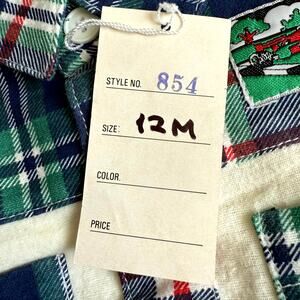 STYLE NO. 854
SIZE: 12M
COLOR.
PRICE